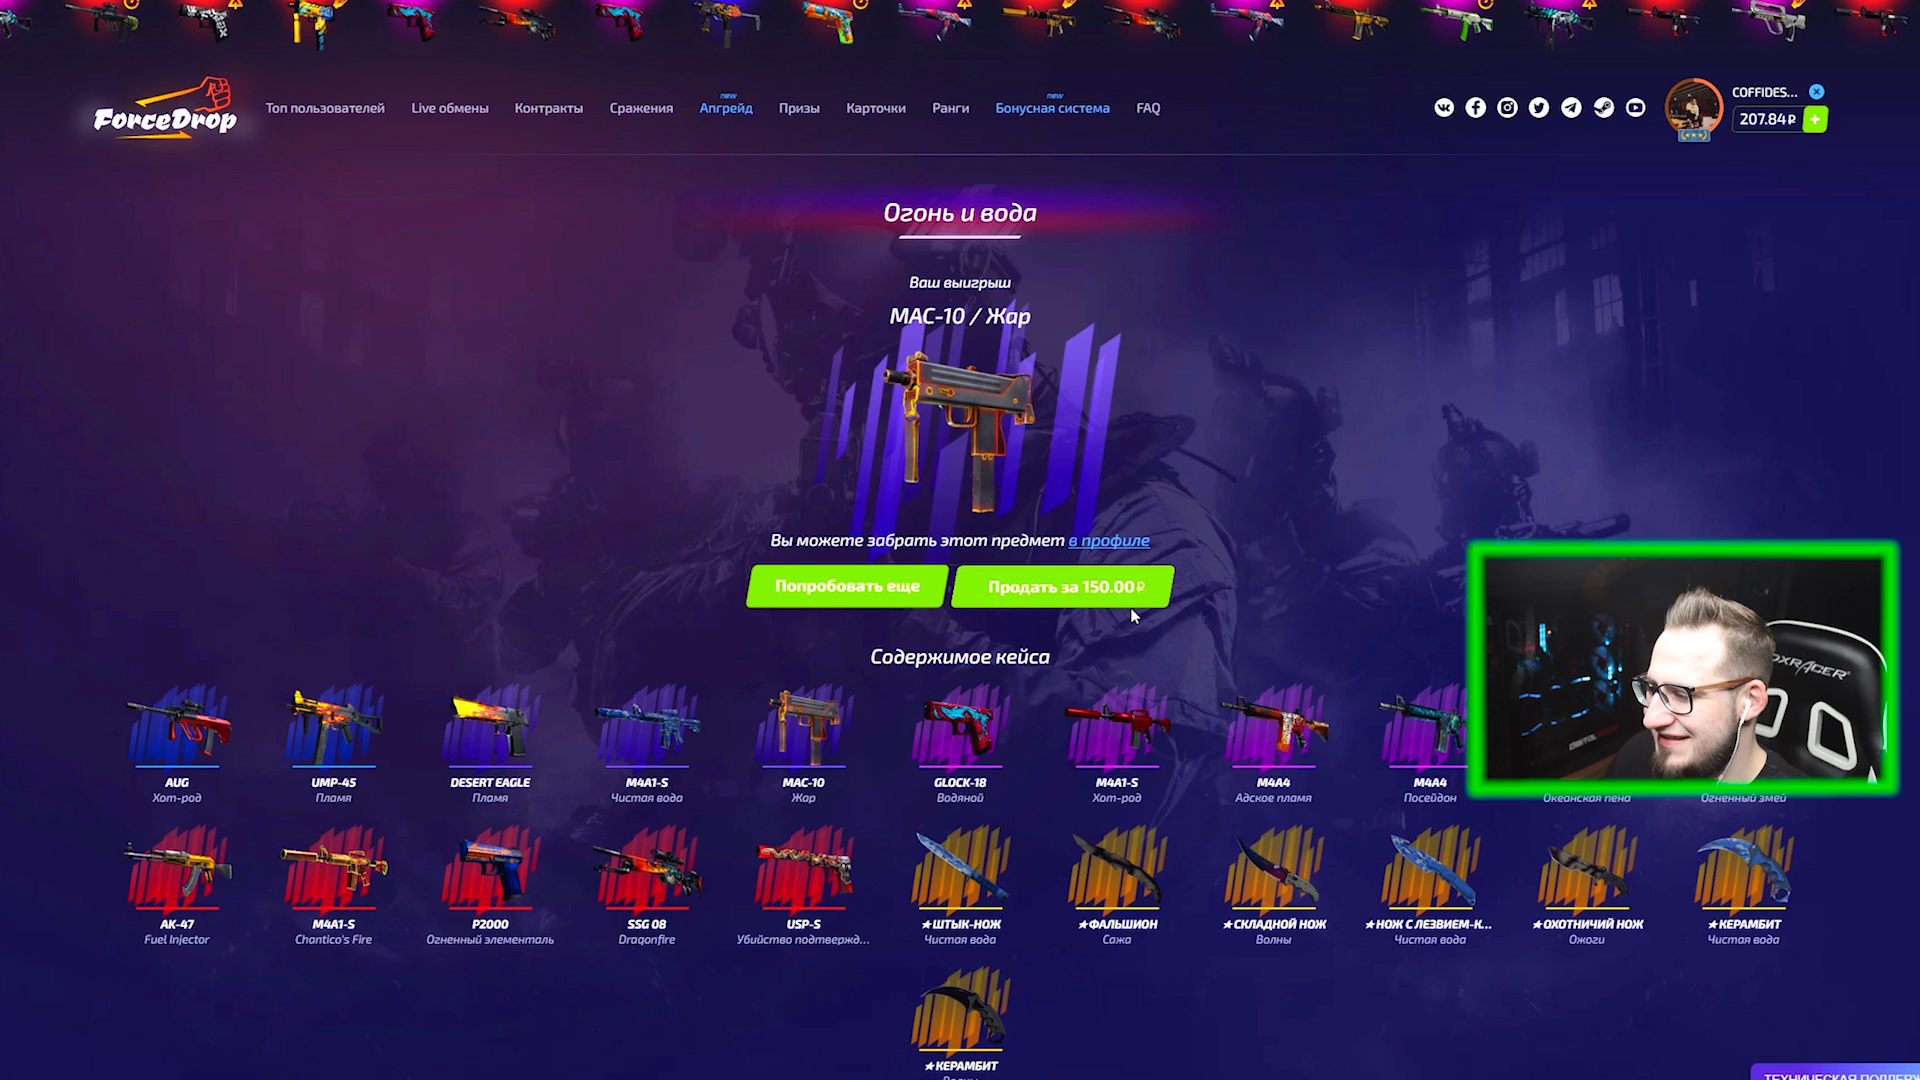 ForceDrop
Топ пользователей
Live обмены
Контракты
Сражения
new
Апгрейд
Призы
Карточки
Ранги
new
Бонусная система
FAQ
COFFIDES...
207.84₽
+
Огонь и вода
Ваш выигрыш
MAC-10 / Жар
Вы можете забрать этот предмет в профиле
Попробовать еще
Продать за 150.00₽
Содержимое кейса
AUG
Хот-род
UMP-45
Пламя
DESERT EAGLE
Пламя
M4A1-S
Чистая вода
MAC-10
Жар
GLOCK-18
Водяной
M4A1-S
Хот-род
M4A4
Адское пламя
M4A4
Посейдон
Океанская пена
Огненный змей
DXRACER
AK-47
Fuel Injector
M4A1-S
Chantico's Fire
P2000
Огненный элементаль
SSG 08
Dragonfire
USP-S
Убийство подтвержд...
★ШТЫК-НОЖ
Чистая вода
★ФАЛЬШИОН
Сажа
★СКЛАДНОЙ НОЖ
Волны
★НОЖ С ЛЕЗВИЕМ-К...
Чистая вода
★ОХОТНИЧИЙ НОЖ
Ожоги
★КЕРАМБИТ
Чистая вода
★КЕРАМБИТ